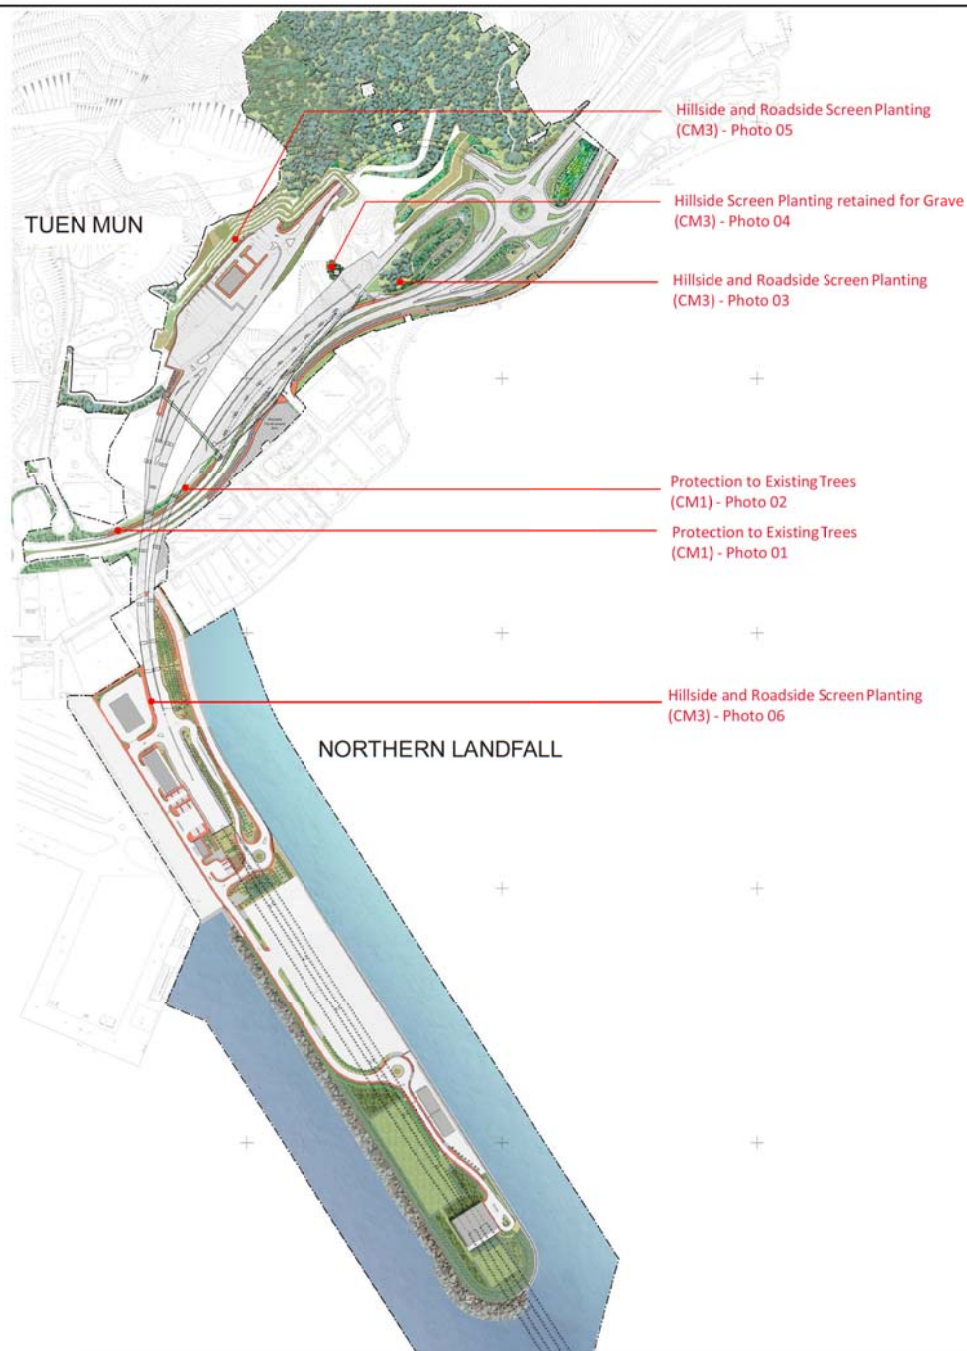 Hillside and Roadside Screen Planting
(CM3) - Photo 05
TUEN MUN
Hillside Screen Planting retained for Grave
(CM3) - Photo 04
Hillside and Roadside Screen Planting
(CM3) - Photo 03
Protection to Existing Trees
(CM1) - Photo 02
Protection to Existing Trees
(CM1) - Photo 01
Hillside and Roadside Screen Planting
(CM3) - Photo 06
NORTHERN LANDFALL